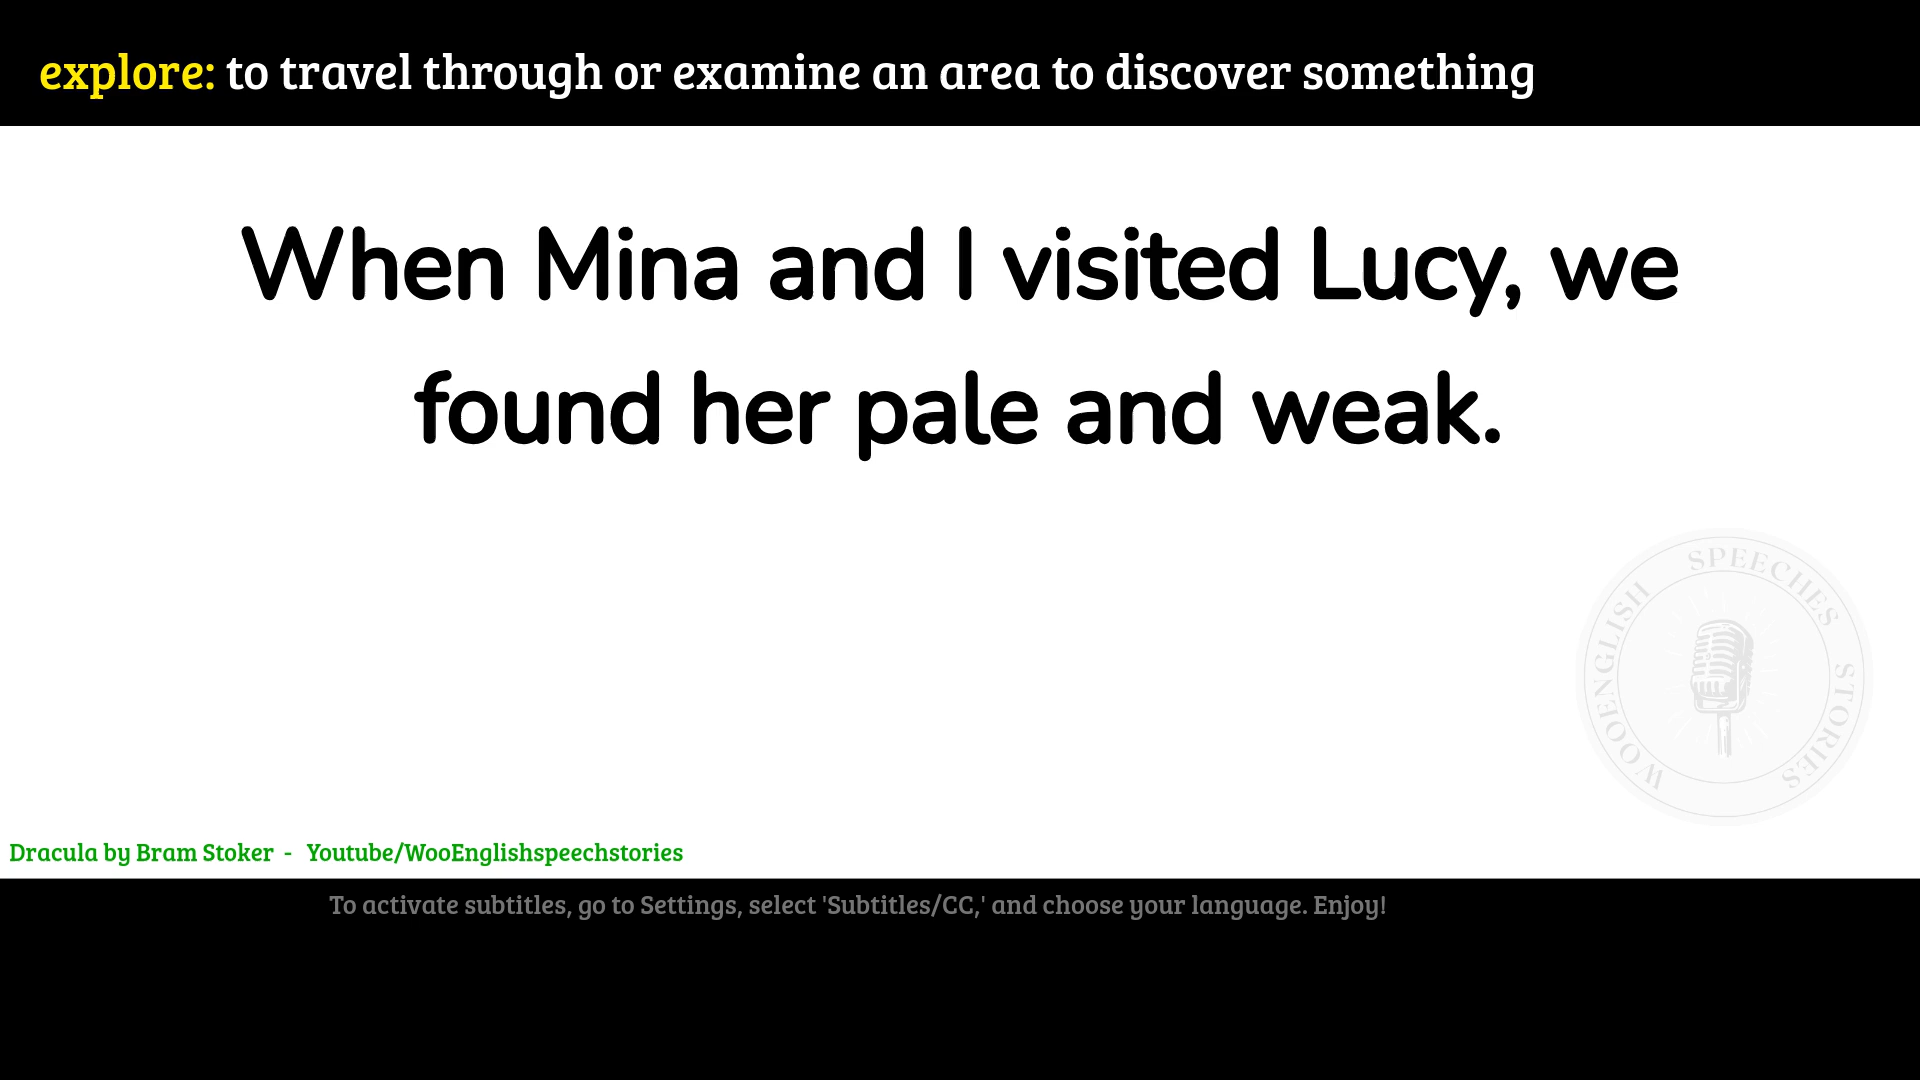 explore: to travel through or examine an area to discover something
When Mina and I visited Lucy, we
found her pale and weak.
WOOENGLISH SPEECHES STORIES
Dracula by Bram Stoker - Youtube/WooEnglishspeechstories
To activate subtitles, go to Settings, select 'Subtitles/CC,' and choose your language. Enjoy!